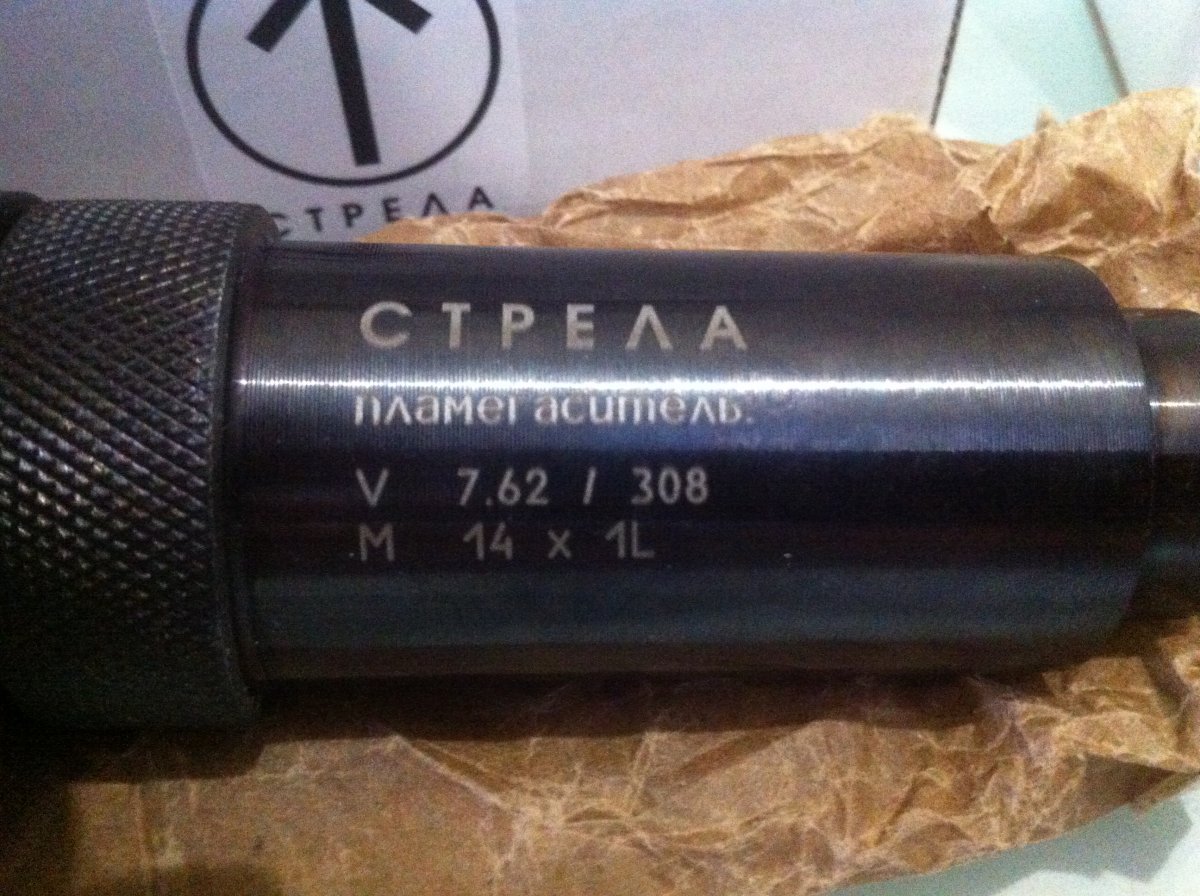 СТРЕЛА
СТРЕЛА
пламегаситель.
V 7.62 / 308
M 14 x 1L